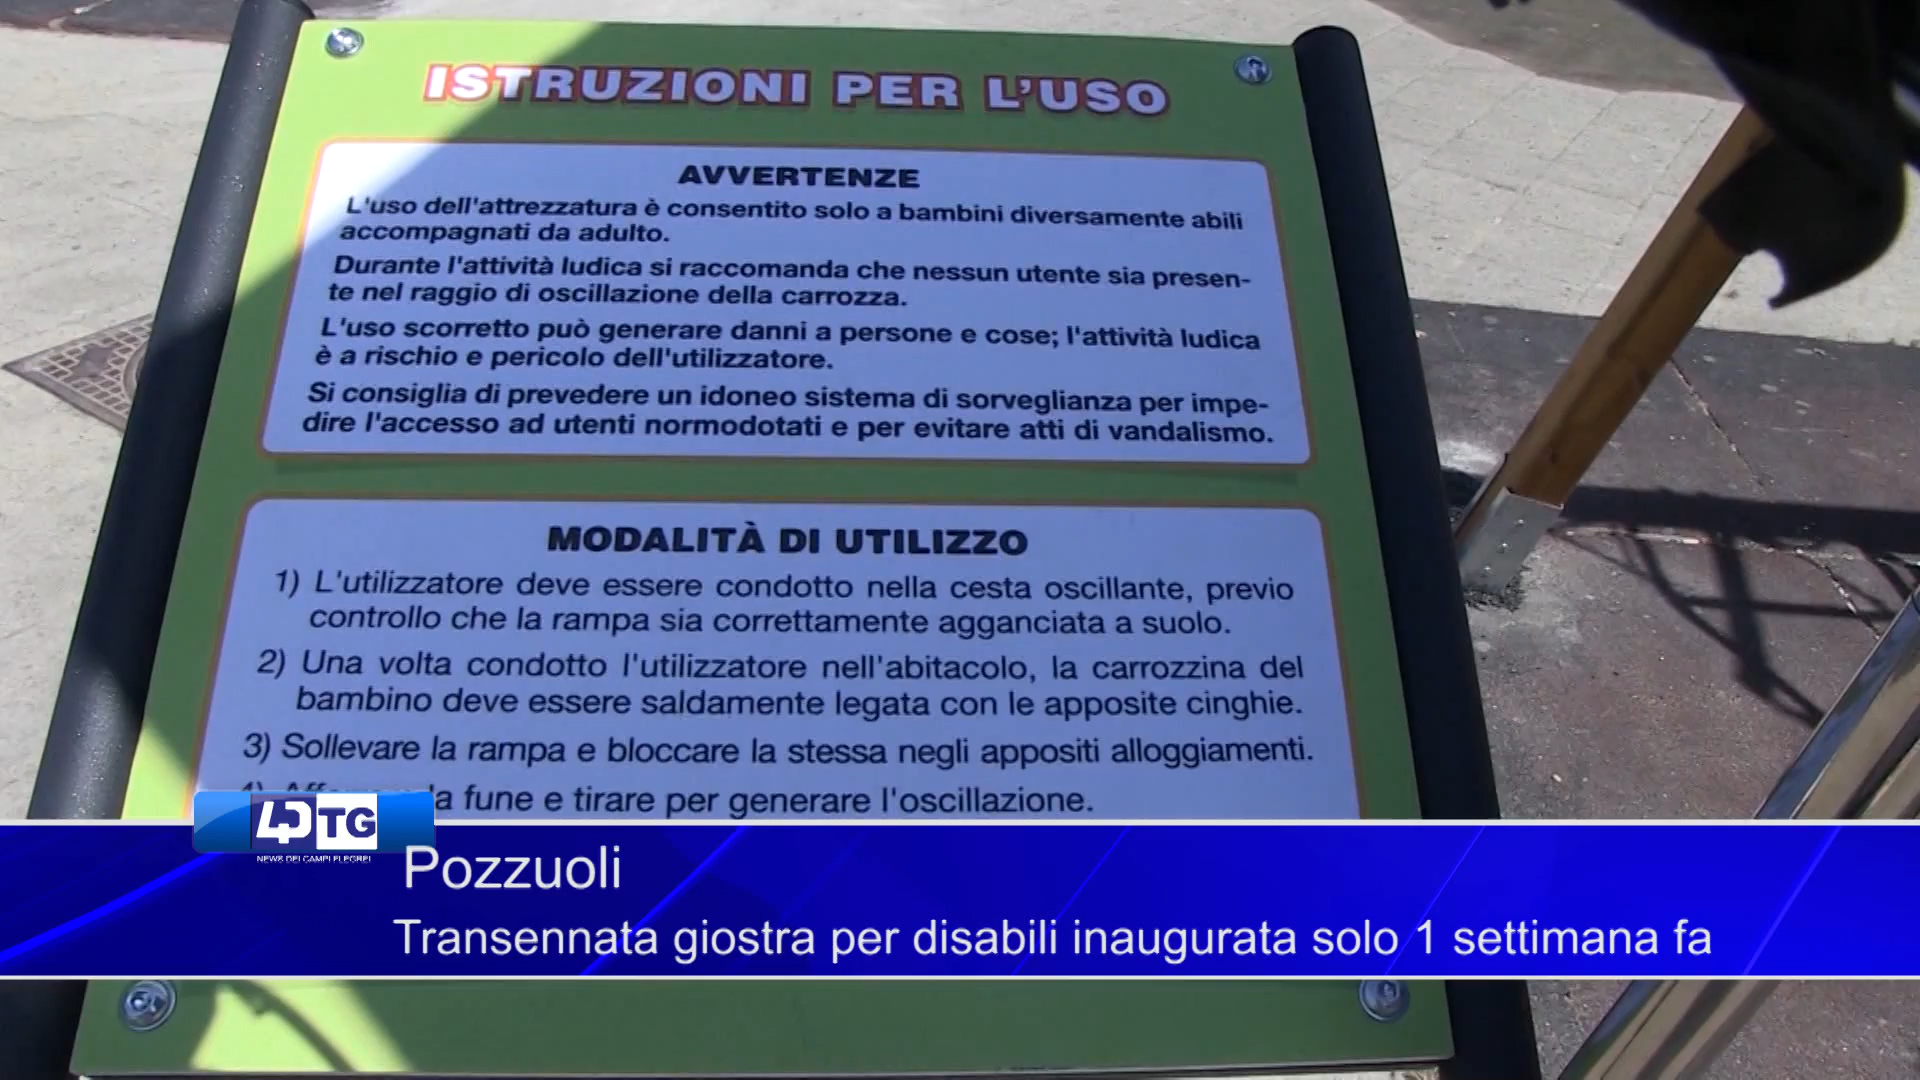 ISTRUZIONI PER L'USO
AVVERTENZE
L'uso dell'attrezzatura è consentito solo a bambini diversamente abili
accompagnati da adulto.
Durante l'attività ludica si raccomanda che nessun utente sia presen-
te nel raggio di oscillazione della carrozza.
L'uso scorretto può generare danni a persone e cose; l'attività ludica
è a rischio e pericolo dell'utilizzatore.
Si consiglia di prevedere un idoneo sistema di sorveglianza per impe-
dire l'accesso ad utenti normodotati e per evitare atti di vandalismo.
MODALITÀ DI UTILIZZO
1) L'utilizzatore deve essere condotto nella cesta oscillante, previo
controllo che la rampa sia correttamente agganciata a suolo.
2) Una volta condotto l'utilizzatore nell'abitacolo, la carrozzina del
bambino deve essere saldamente legata con le apposite cinghie.
3) Sollevare la rampa e bloccare la stessa negli appositi alloggiamenti.
4) la fune e tirare per generare l'oscillazione.
4D TG
NEWS DEI CAMPI FLEGREI
Pozzuoli
Transennata giostra per disabili inaugurata solo 1 settimana fa